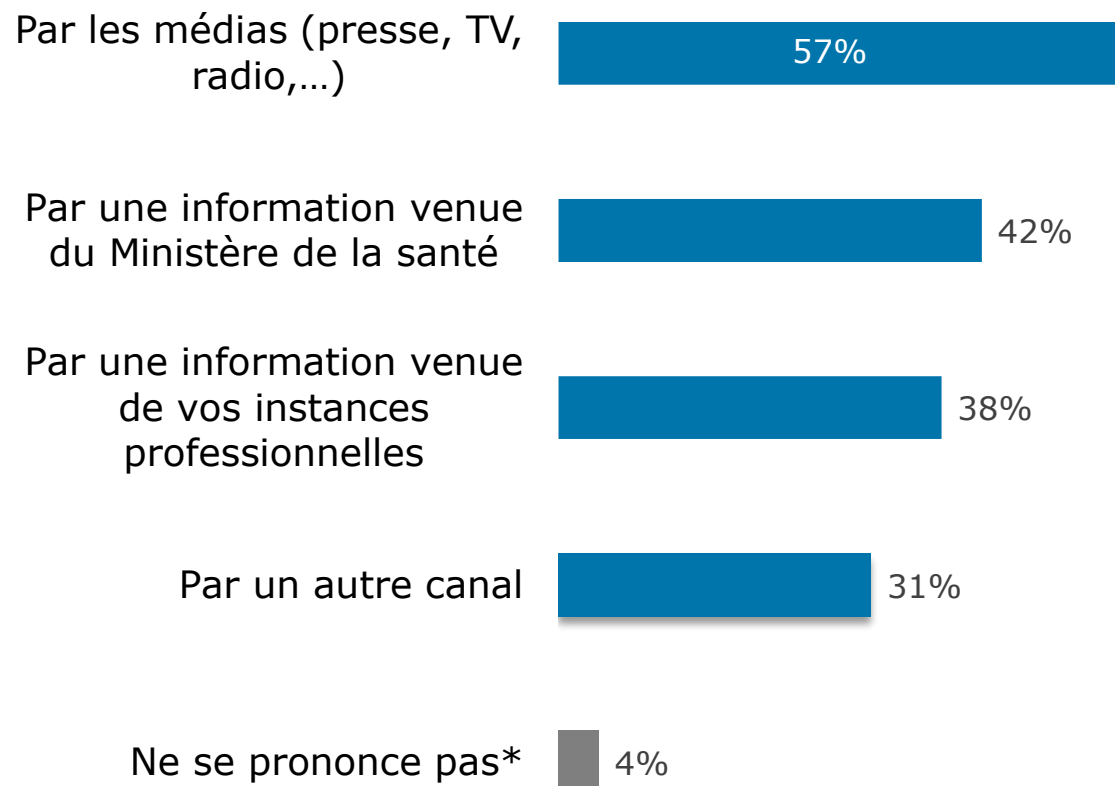 Par les médias (presse, TV,
radio,…)
57%
Par une information venue
du Ministère de la santé
42%
Par une information venue
de vos instances
professionnelles
38%
Par un autre canal
31%
Ne se prononce pas*
4%